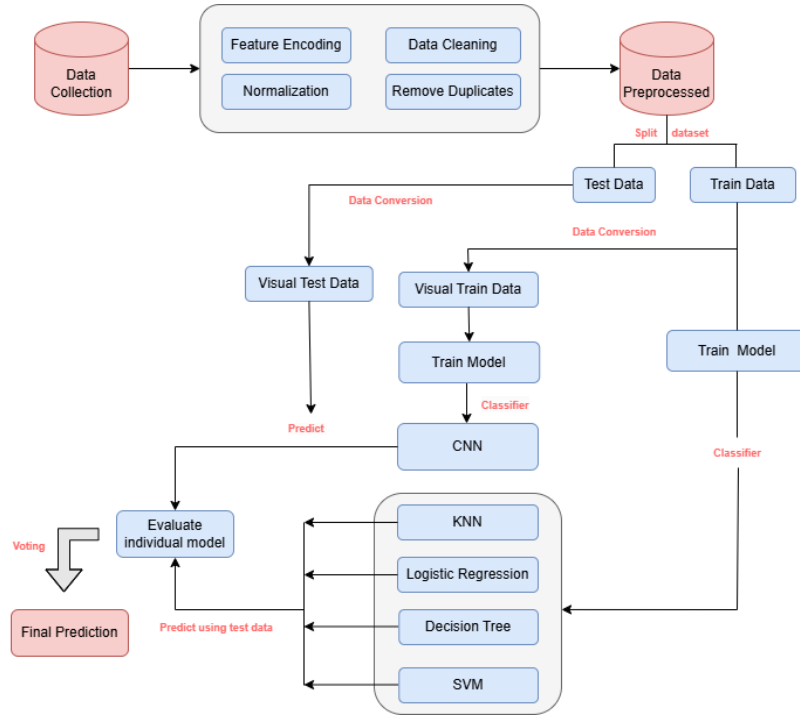 Feature Encoding
Data Cleaning
Data
Collection
Normalization
Remove Duplicates
Data
Preprocessed
Split dataset
Test Data
Train Data
Data Conversion
Data Conversion
Visual Test Data
Visual Train Data
Train Model
Train Model
Classifier
Predict
CNN
Classifier
Evaluate
individual model
KNN
Voting
Logistic Regression
Final Prediction
Predict using test data
Decision Tree
SVM